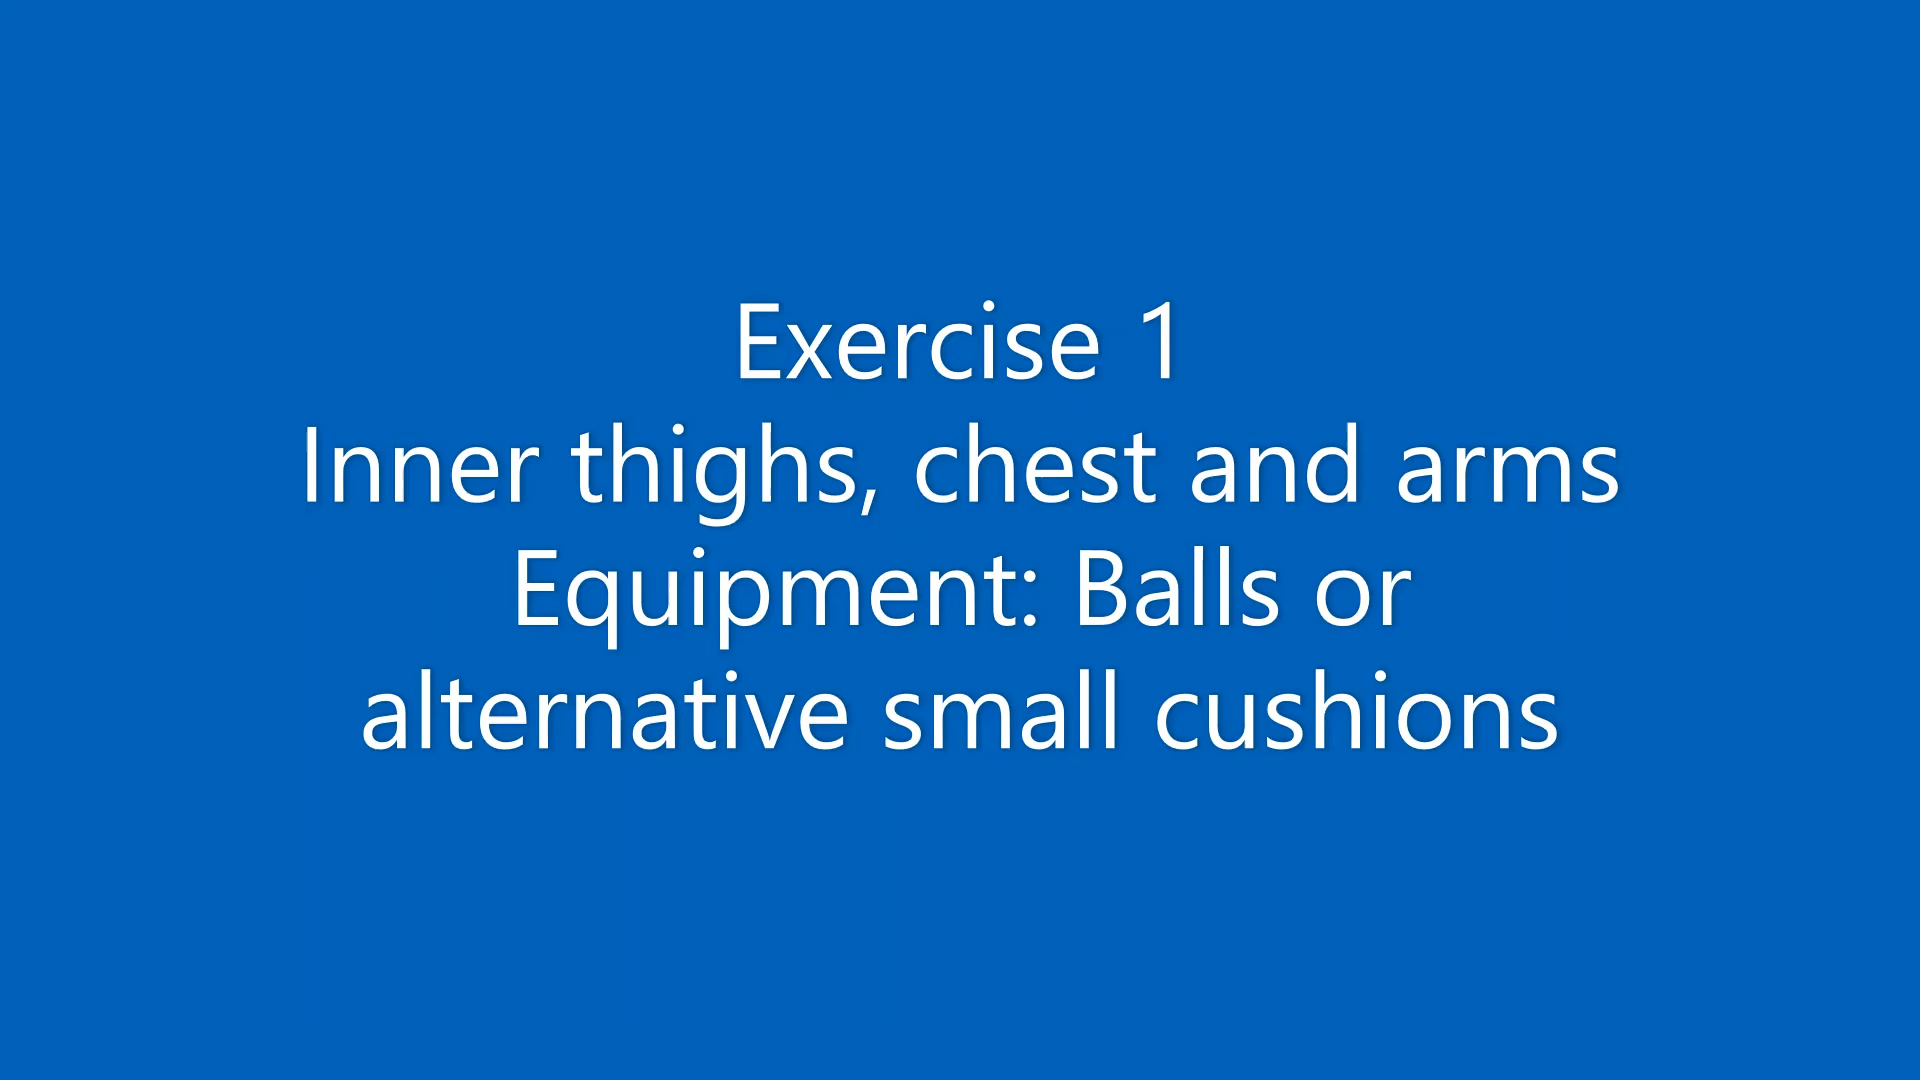 Exercise 1
Inner thighs, chest and arms
Equipment: Balls or
alternative small cushions